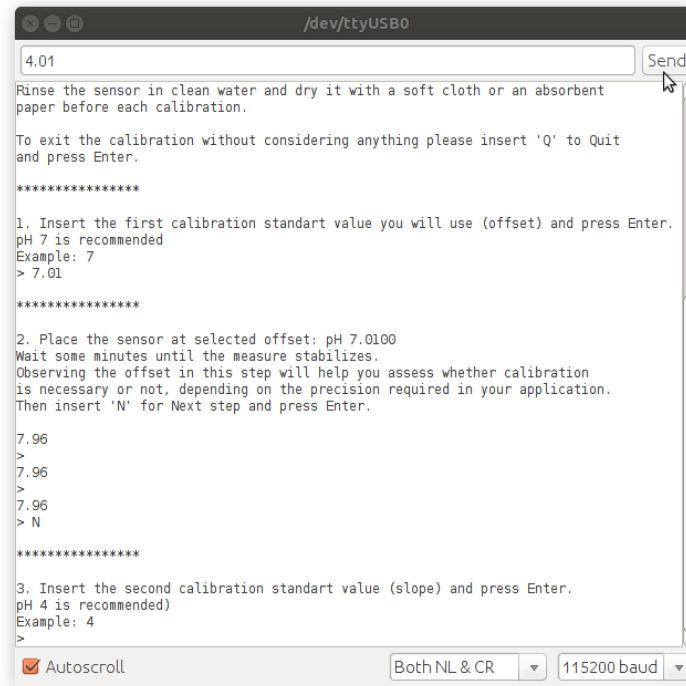 /dev/ttyUSB0
4.01
Send
Rinse the sensor in clean water and dry it with a soft cloth or an absorbent
paper before each calibration.
To exit the calibration without considering anything please insert 'Q' to Quit
and press Enter.
****************
1. Insert the first calibration standart value you will use (offset) and press Enter.
pH 7 is recommended
Example: 7
> 7.01
****************
2. Place the sensor at selected offset: pH 7.0100
Wait some minutes until the measure stabilizes.
Observing the offset in this step will help you assess whether calibration
is necessary or not, depending on the precision required in your application.
Then insert 'N' for Next step and press Enter.
7.96
>
7.96
>
7.96
> N
****************
3. Insert the second calibration standart value (slope) and press Enter.
pH 4 is recommended)
Example: 4
>
Autoscroll
Both NL & CR
115200 baud